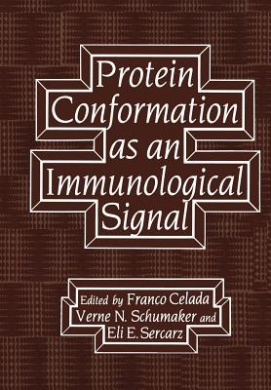 Protein
Conformation
as an
Immunological
Signal
Edited by Franco Celada
Verne N. Schumaker and
Eli E. Sercarz